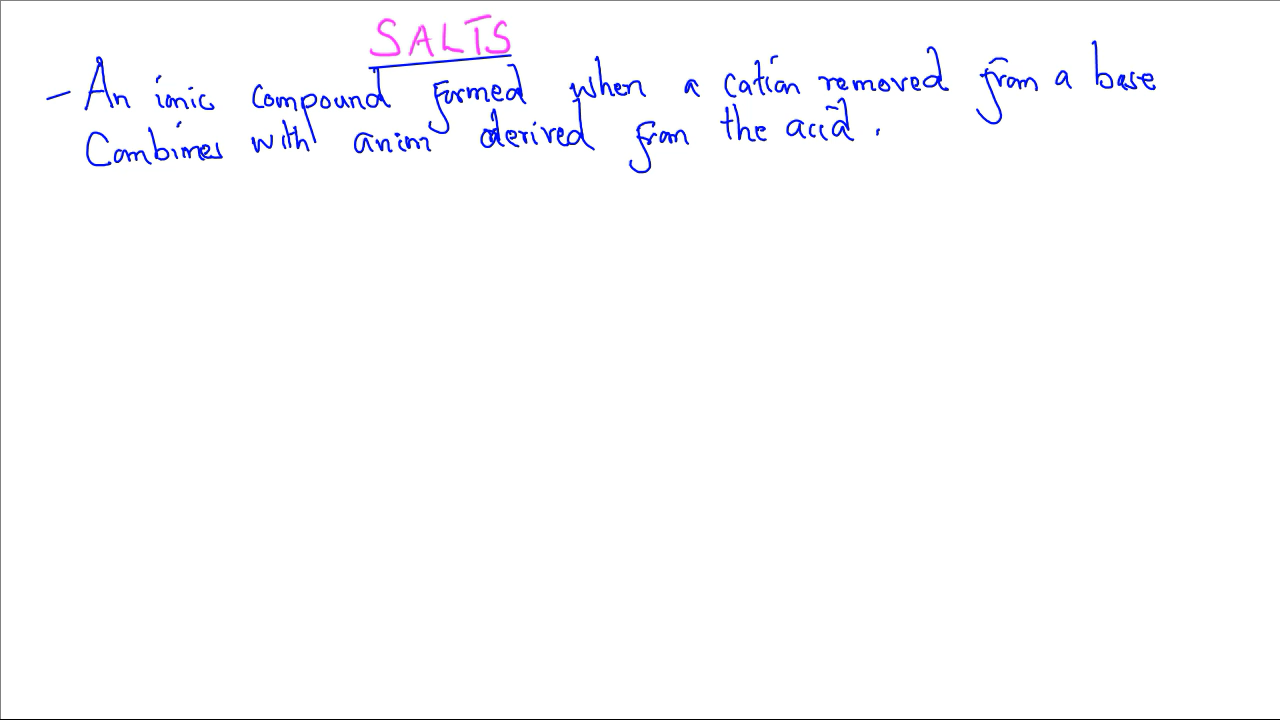 SALTS
- An ionic compound formed when a cation removed from a base
Combines with anion derived from the acid.